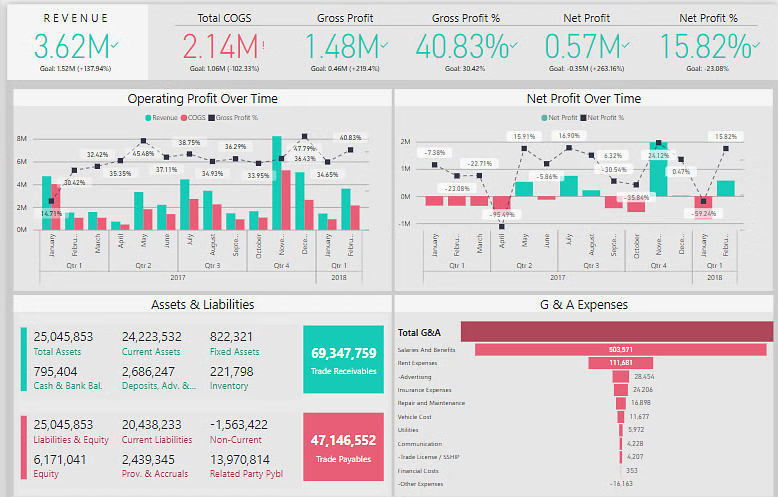 REVENUE
3.62M
Goal: 1.52M (+137.94%)
Total COGS
2.14M!
Goal: 1.06M (-102.33%)
Gross Profit
1.48M
Goal: 0.46M (+219.4%)
Gross Profit %
40.83%
Goal: 30.42%
Net Profit
0.57M
Goal: -0.35M (+263.16%)
Net Profit %
15.82%
Goal: -23.08%
Operating Profit Over Time
Revenue COGS Gross Profit %
8M
6M
4M
2M
0M
14.71%
30.42%
32.42%
35.35%
45.48%
37.11%
38.75%
34.93%
36.29%
33.95%
36.43%
47.79%
34.65%
40.83%
January Febru... March April May June July August Septe... October Nove... Dece... January Febru...
Qtr 1 Qtr 2 Qtr 3 Qtr 4 Qtr 1
2017 2018
Net Profit Over Time
Net Profit Net Profit %
2M
1M
0M
-1M
-7.38%
-23.08%
-22.71%
-95.49%
15.91%
-5.86%
16.90%
6.32%
-30.54%
-35.84%
24.12%
0.47%
-59.24%
15.82%
January Febru... March April May June July August Septe... October Nove... Dece... January Febru...
Qtr 1 Qtr 2 Qtr 3 Qtr 4 Qtr 1
2017 2018
Assets & Liabilities
25,045,853 24,223,532 822,321
Total Assets Current Assets Fixed Assets
795,404 2,686,247 221,798
Cash & Bank Bal. Deposits, Adv. &... Inventory
69,347,759
Trade Receivables
25,045,853 20,438,233 -1,563,422
Liabilities & Equity Current Liabilities Non-Current
6,171,041 2,439,345 13,970,814
Equity Prov. & Accruals Related Party Pybl
47,146,552
Trade Payables
G & A Expenses
Total G&A
Salaries And Benefits 503,571
Rent Expenses 111,681
-Advertising 28,454
Insurance Expenses 24,206
Repair and Maintenance 16,898
Vehicle Cost 11,677
Utilities 5,972
Communication 4,228
-Trade License / SSHIP 4,207
Financial Costs 353
-Other Expenses -16,163